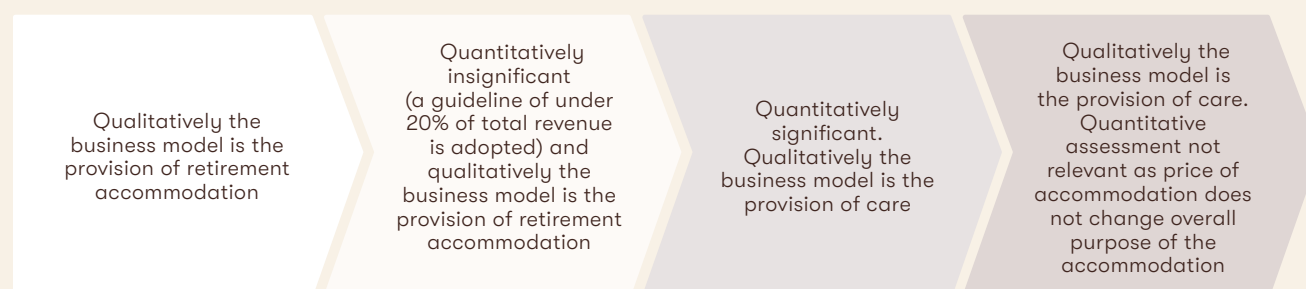 Qualitatively the
business model is the
provision of retirement
accommodation
Quantitatively
insignificant
(a guideline of under
20% of total revenue
is adopted) and
qualitatively the
business model is the
provision of retirement
accommodation
Quantitatively
significant.
Qualitatively the
business model is the
provision of care
Qualitatively the
business model is
the provision of care.
Quantitative
assessment not
relevant as price of
accommodation does
not change overall
purpose of the
accommodation